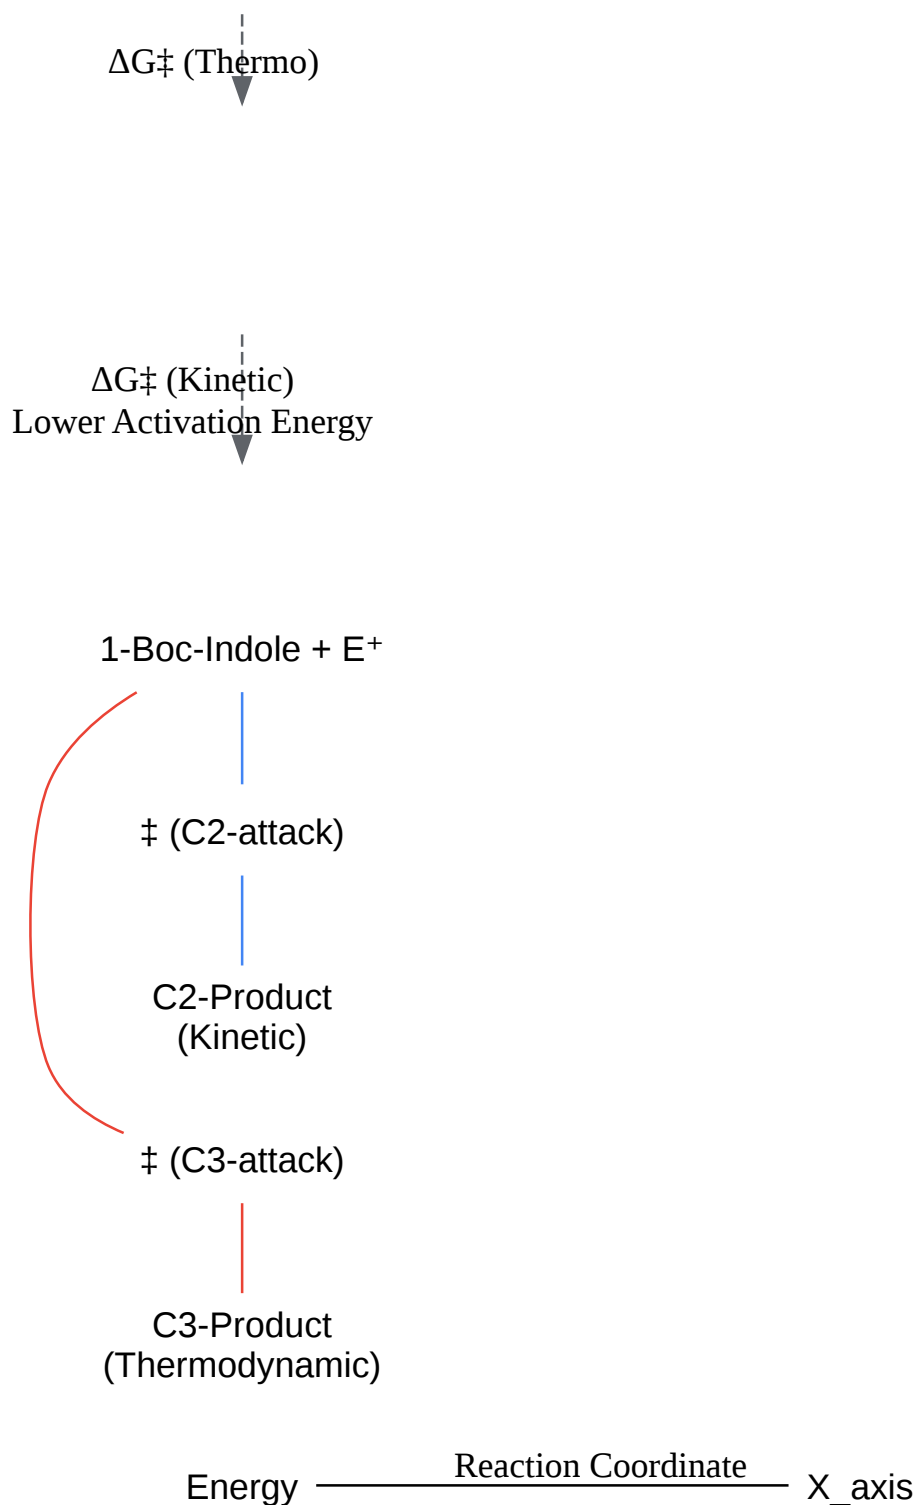 ΔG‡ (Thermo)
ΔG‡ (Kinetic)
Lower Activation Energy
1-Boc-Indole + E⁺
‡ (C2-attack)
C2-Product
(Kinetic)
‡ (C3-attack)
C3-Product
(Thermodynamic)
Reaction Coordinate
Energy X_axis